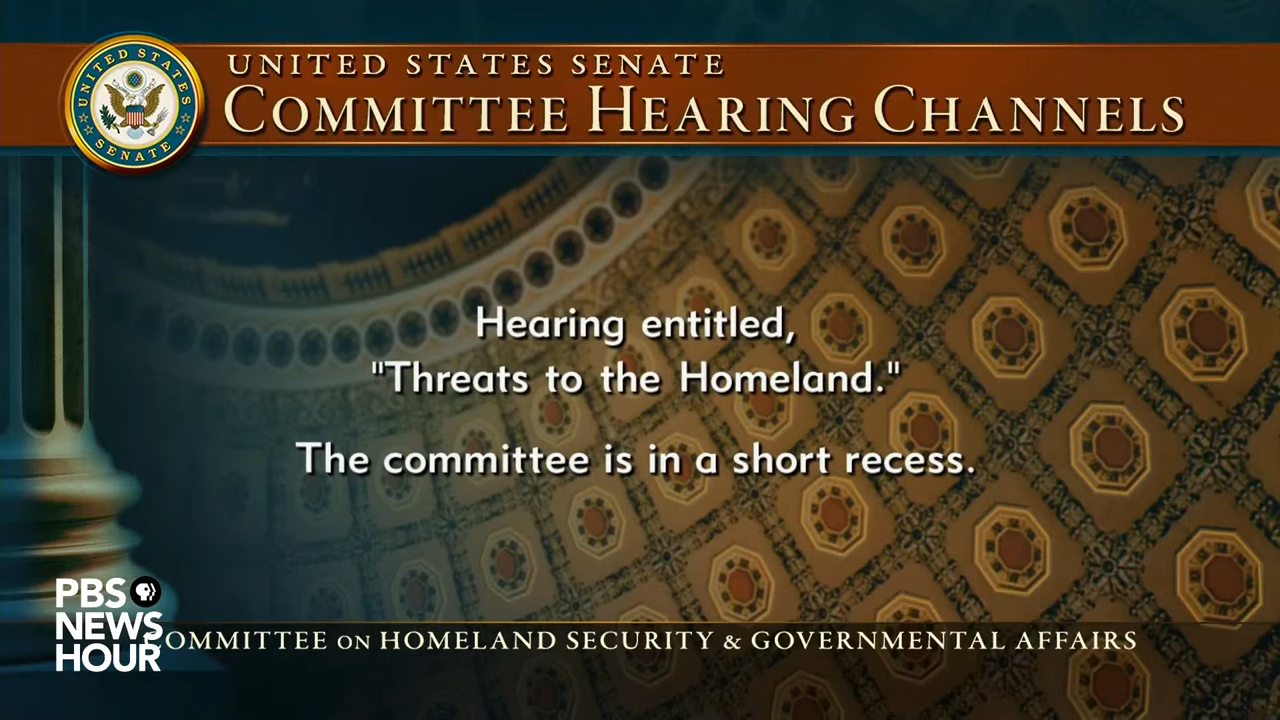 UNITED STATES SENATE
COMMITTEE HEARING CHANNELS
UNITED STATES
SENATE
Hearing entitled,
"Threats to the Homeland."
The committee is in a short recess.
PBS
NEWS
HOUR
OMMITTEE ON HOMELAND SECURITY & GOVERNMENTAL AFFAIRS